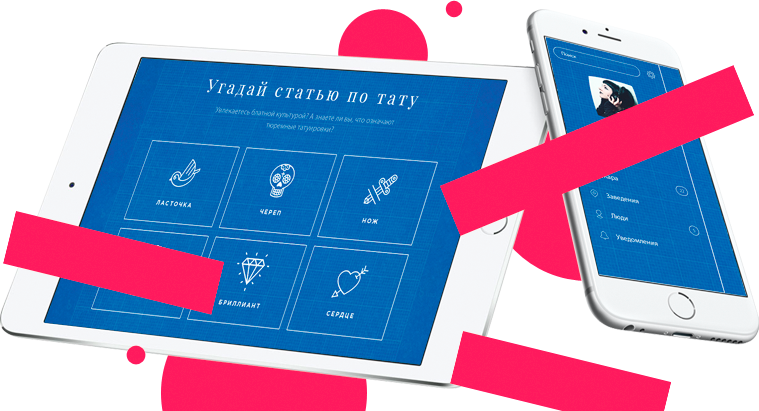 Угадай статью по тату
Увлекаетесь блатной культурой? А знаете ли вы, что означают
тюремные татуировки?
ЛАСТОЧКА
ЧЕРЕП
НОЖ
БРИЛЛИАНТ
СЕРДЦЕ
Поиск
Заведения
Люди
Уведомления